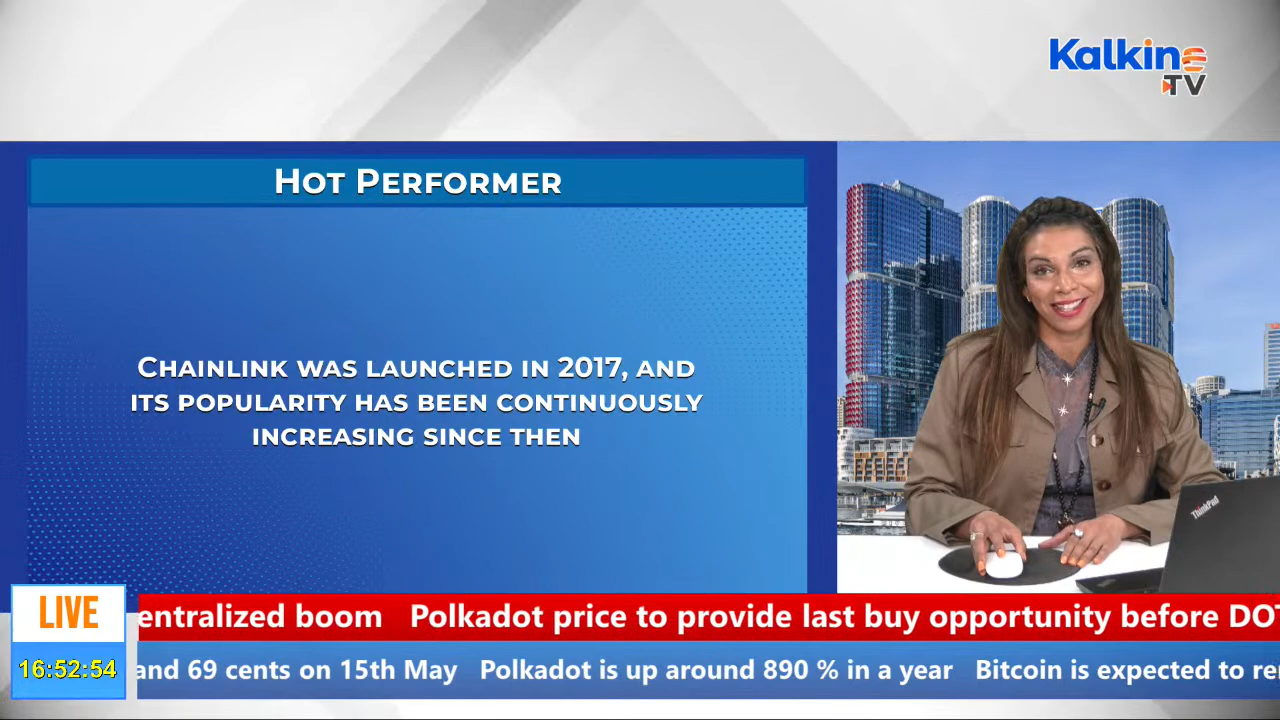 Kalkine
TV
HOT PERFORMER
CHAINLINK WAS LAUNCHED IN 2017, AND
ITS POPULARITY HAS BEEN CONTINUOUSLY
INCREASING SINCE THEN
ThinkPad
LIVE
entralized boom Polkadot price to provide last buy opportunity before DOT
16:52:54
and 69 cents on 15th May Polkadot is up around 890 % in a year Bitcoin is expected to